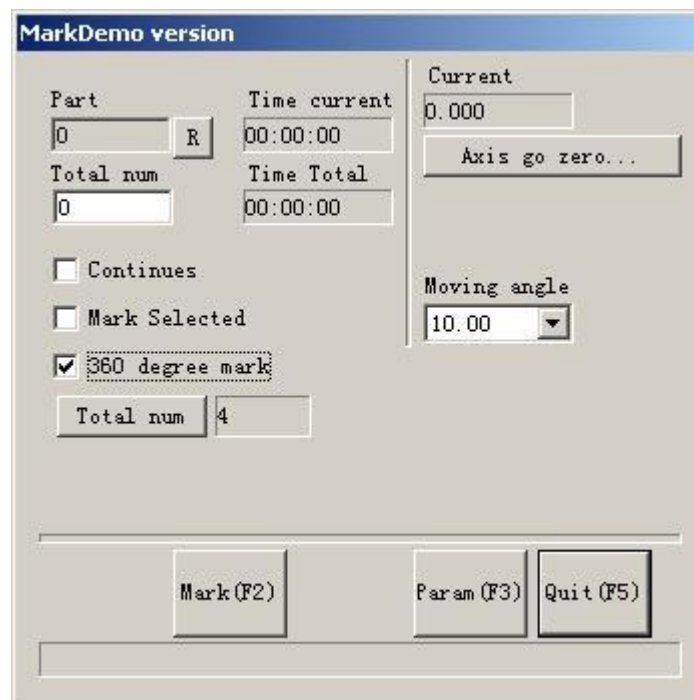 MarkDemo version
Part
Time current
0
R
00:00:00
Total num
Time Total
0
00:00:00
Continues
Mark Selected
360 degree mark
Total num
4
Current
0.000
Axis go zero...
Moving angle
10.00
Mark(F2)
Param(F3)
Quit(F5)